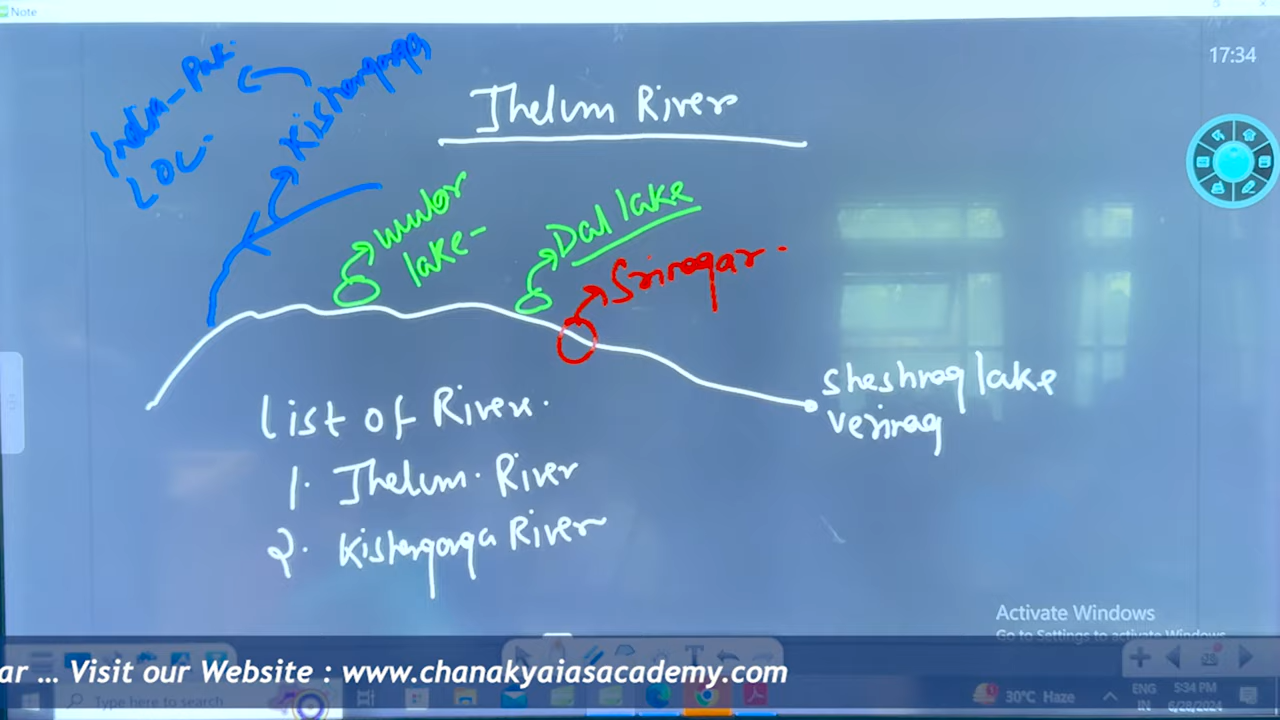 Note
17:34
Jhelum River
India-Pak.
LOC.
Kishenganga
wular
lake-
Dal lake
Srinagar.
Sheshnag lake
verinag
List of Rivers.
1. Jhelum. River
2. Kishenganga River
Activate Windows
Go to Settings to activate Windows.
ar ... Visit our Website : www.chanakyaiasacademy.com
Type here to search
30°C Haze
ENG
IN
5:34 PM
6/28/2024